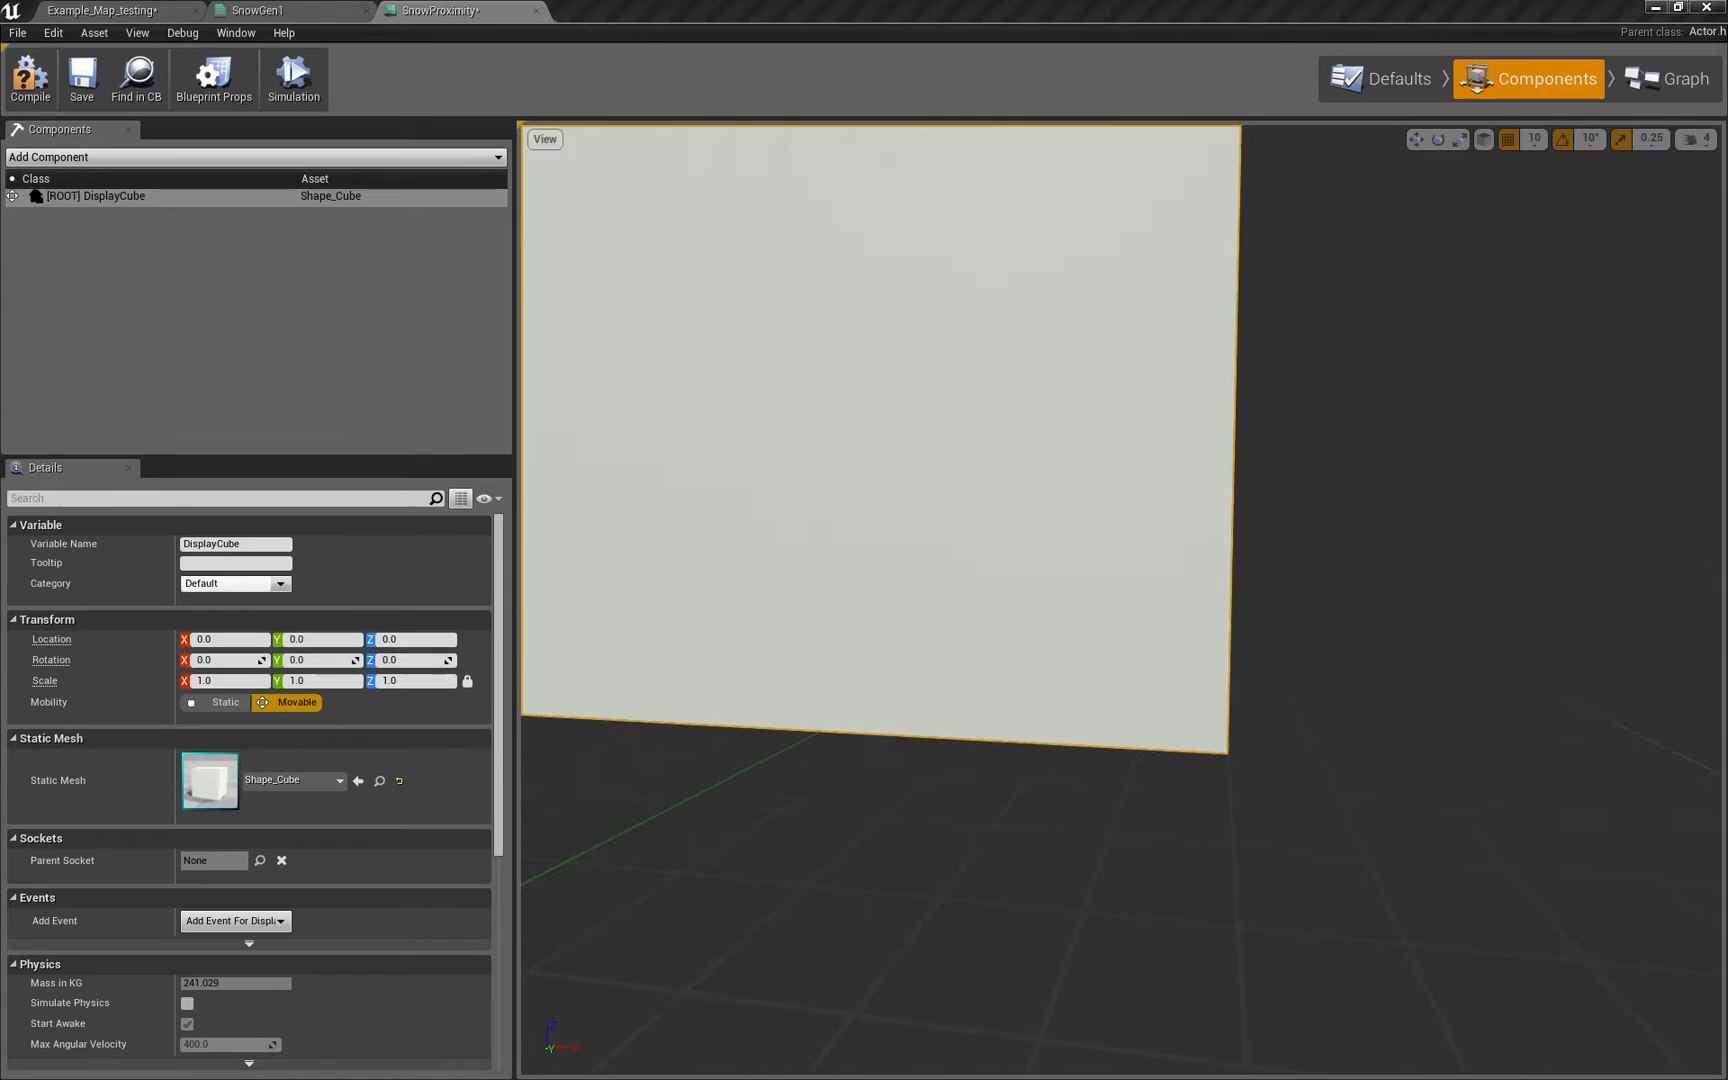 Example_Map_testing*
SnowGen1
SnowProximity*
File Edit Asset View Debug Window Help
Parent class: Actor.h
Compile Save Find in CB Blueprint Props Simulation
Defaults Components Graph
Components
Add Component
Class Asset
[ROOT] DisplayCube Shape_Cube
View
10 10° 0.25 4
Details
Search
Variable
Variable Name DisplayCube
Tooltip
Category Default
Transform
Location X 0.0 Y 0.0 Z 0.0
Rotation X 0.0 Y 0.0 Z 0.0
Scale X 1.0 Y 1.0 Z 1.0
Mobility Static Movable
Static Mesh
Static Mesh Shape_Cube
Sockets
Parent Socket None
Events
Add Event Add Event For Displa
Physics
Mass in KG 241.029
Simulate Physics
Start Awake
Max Angular Velocity 400.0
Z
Y X